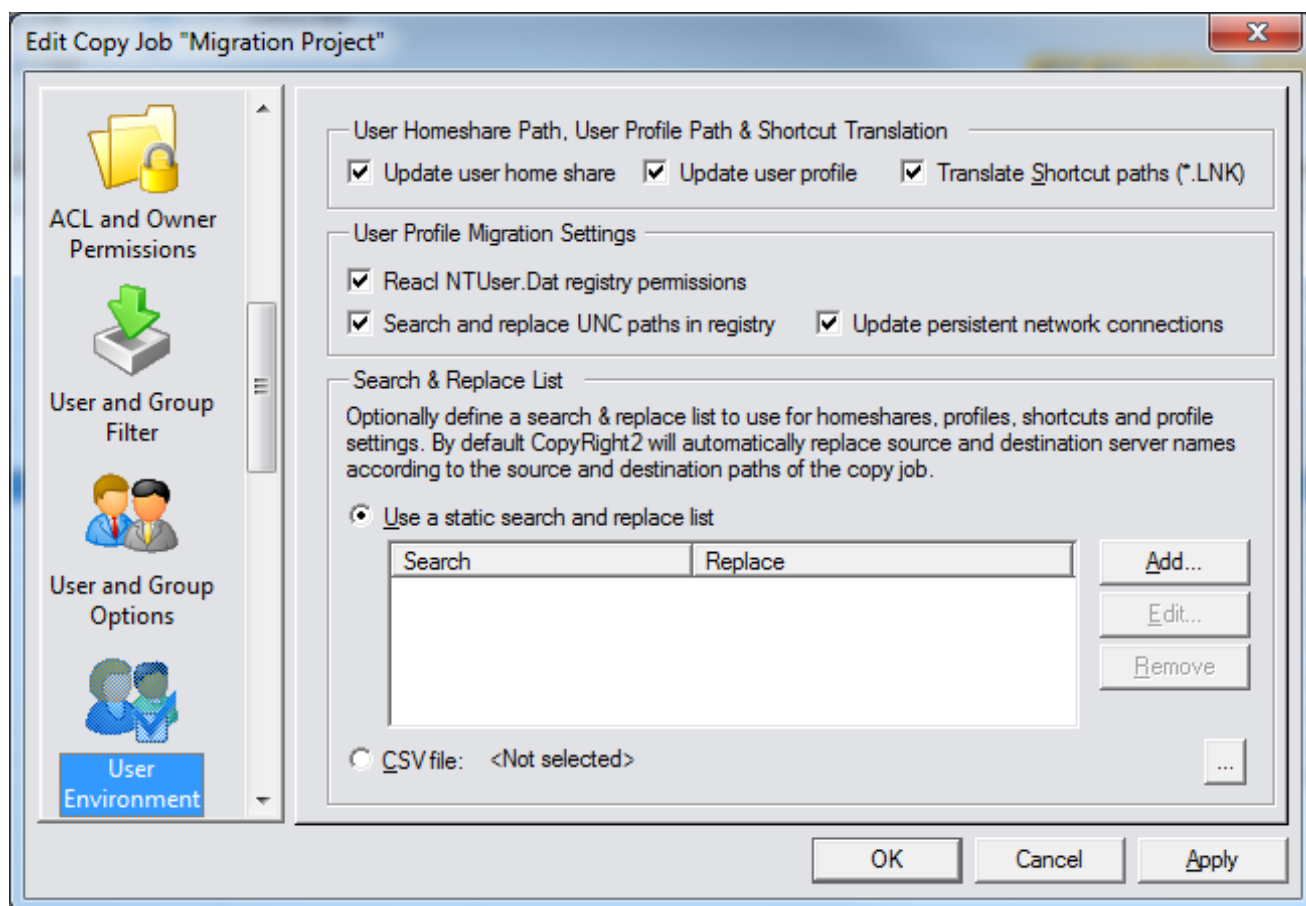 Edit Copy Job "Migration Project"
ACL and Owner
Permissions
User and Group
Filter
User and Group
Options
User
Environment
User Homeshare Path, User Profile Path & Shortcut Translation
Update user home share Update user profile Translate Shortcut paths (*.LNK)
User Profile Migration Settings
Reacl NTUser.Dat registry permissions
Search and replace UNC paths in registry Update persistent network connections
Search & Replace List
Optionally define a search & replace list to use for homeshares, profiles, shortcuts and profile
settings. By default CopyRight2 will automatically replace source and destination server names
according to the source and destination paths of the copy job.
Use a static search and replace list
Search Replace
Add...
Edit...
Remove
CSV file: <Not selected>
...
OK Cancel Apply